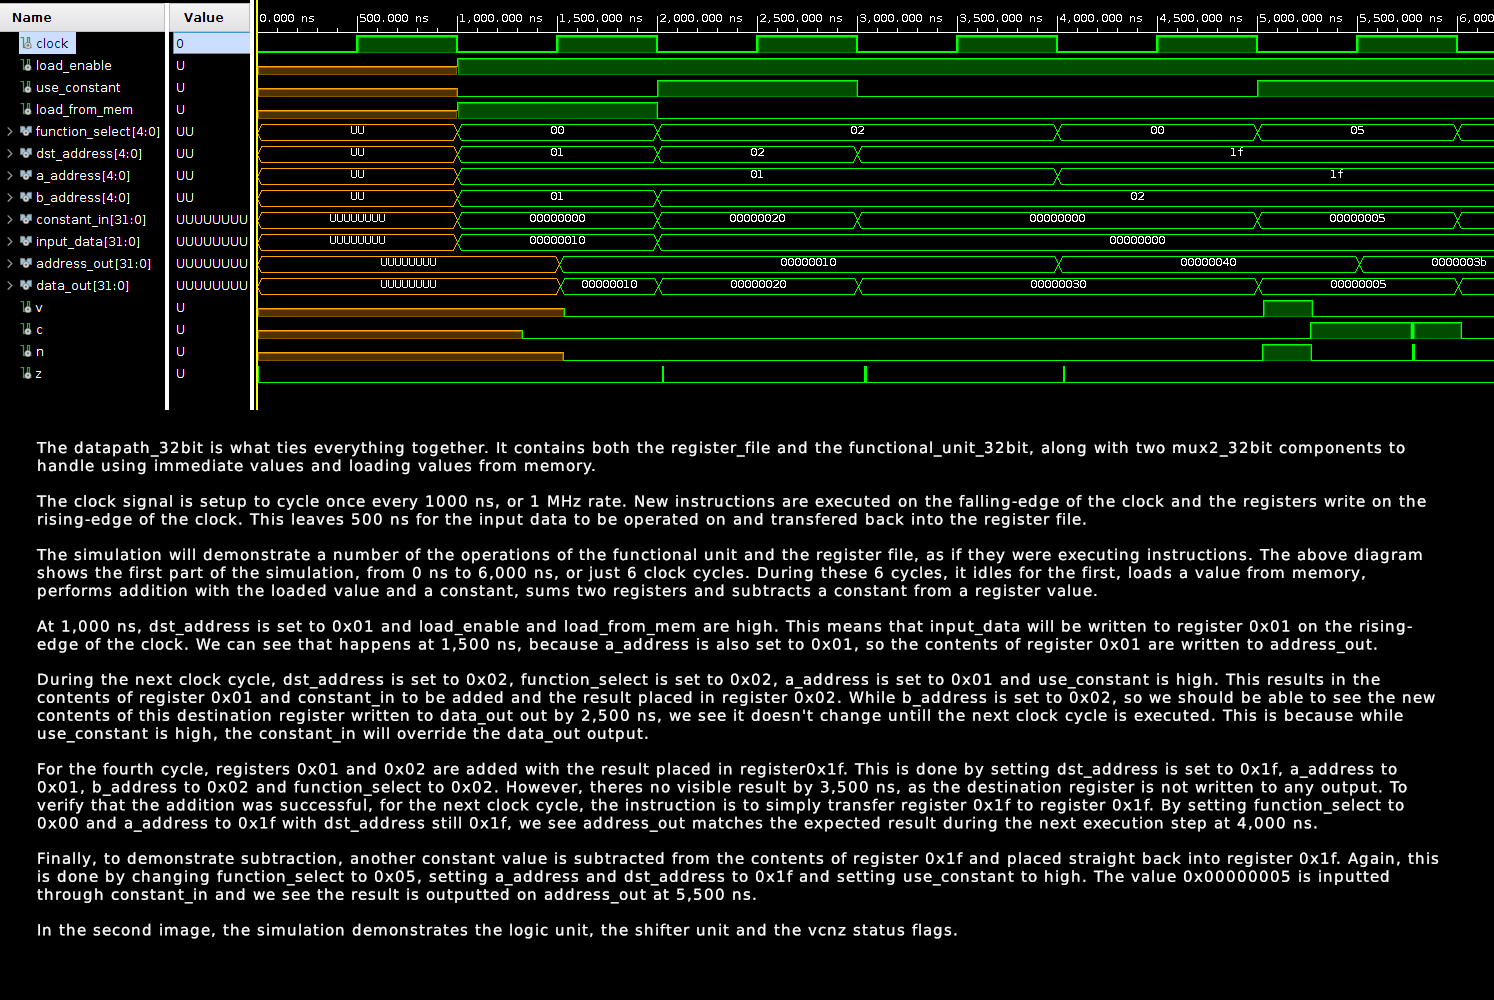 Name Value 0.000 ns 500.000 ns 1,000.000 ns 1,500.000 ns 2,000.000 ns 2,500.000 ns 3,000.000 ns 3,500.000 ns 4,000.000 ns 4,500.000 ns 5,000.000 ns 5,500.000 ns 6,000
clock 0
load_enable U
use_constant U
load_from_mem U
function_select[4:0] UU UU 00 02 00 05
dst_address[4:0] UU UU 01 02 1f
a_address[4:0] UU UU 01 1f
b_address[4:0] UU UU 01 02
constant_in[31:0] UUUUUUUU UUUUUUUU 00000000 00000020 00000000 00000005
input_data[31:0] UUUUUUUU UUUUUUUU 00000010 00000000
address_out[31:0] UUUUUUUU UUUUUUUU 00000010 00000040 0000003b
data_out[31:0] UUUUUUUU UUUUUUUU 00000010 00000020 00000030 00000005
v U
c U
n U
z U
The datapath_32bit is what ties everything together. It contains both the register_file and the functional_unit_32bit, along with two mux2_32bit components to
handle using immediate values and loading values from memory.
The clock signal is setup to cycle once every 1000 ns, or 1 MHz rate. New instructions are executed on the falling-edge of the clock and the registers write on the
rising-edge of the clock. This leaves 500 ns for the input data to be operated on and transfered back into the register file.
The simulation will demonstrate a number of the operations of the functional unit and the register file, as if they were executing instructions. The above diagram
shows the first part of the simulation, from 0 ns to 6,000 ns, or just 6 clock cycles. During these 6 cycles, it idles for the first, loads a value from memory,
performs addition with the loaded value and a constant, sums two registers and subtracts a constant from a register value.
At 1,000 ns, dst_address is set to 0x01 and load_enable and load_from_mem are high. This means that input_data will be written to register 0x01 on the rising-
edge of the clock. We can see that happens at 1,500 ns, because a_address is also set to 0x01, so the contents of register 0x01 are written to address_out.
During the next clock cycle, dst_address is set to 0x02, function_select is set to 0x02, a_address is set to 0x01 and use_constant is high. This results in the
contents of register 0x01 and constant_in to be added and the result placed in register 0x02. While b_address is set to 0x02, so we should be able to see the new
contents of this destination register written to data_out out by 2,500 ns, we see it doesn't change untill the next clock cycle is executed. This is because while
use_constant is high, the constant_in will override the data_out output.
For the fourth cycle, registers 0x01 and 0x02 are added with the result placed in register0x1f. This is done by setting dst_address is set to 0x1f, a_address to
0x01, b_address to 0x02 and function_select to 0x02. However, theres no visible result by 3,500 ns, as the destination register is not written to any output. To
verify that the addition was successful, for the next clock cycle, the instruction is to simply transfer register 0x1f to register 0x1f. By setting function_select to
0x00 and a_address to 0x1f with dst_address still 0x1f, we see address_out matches the expected result during the next execution step at 4,000 ns.
Finally, to demonstrate subtraction, another constant value is subtracted from the contents of register 0x1f and placed straight back into register 0x1f. Again, this
is done by changing function_select to 0x05, setting a_address and dst_address to 0x1f and setting use_constant to high. The value 0x00000005 is inputted
through constant_in and we see the result is outputted on address_out at 5,500 ns.
In the second image, the simulation demonstrates the logic unit, the shifter unit and the vcnz status flags.